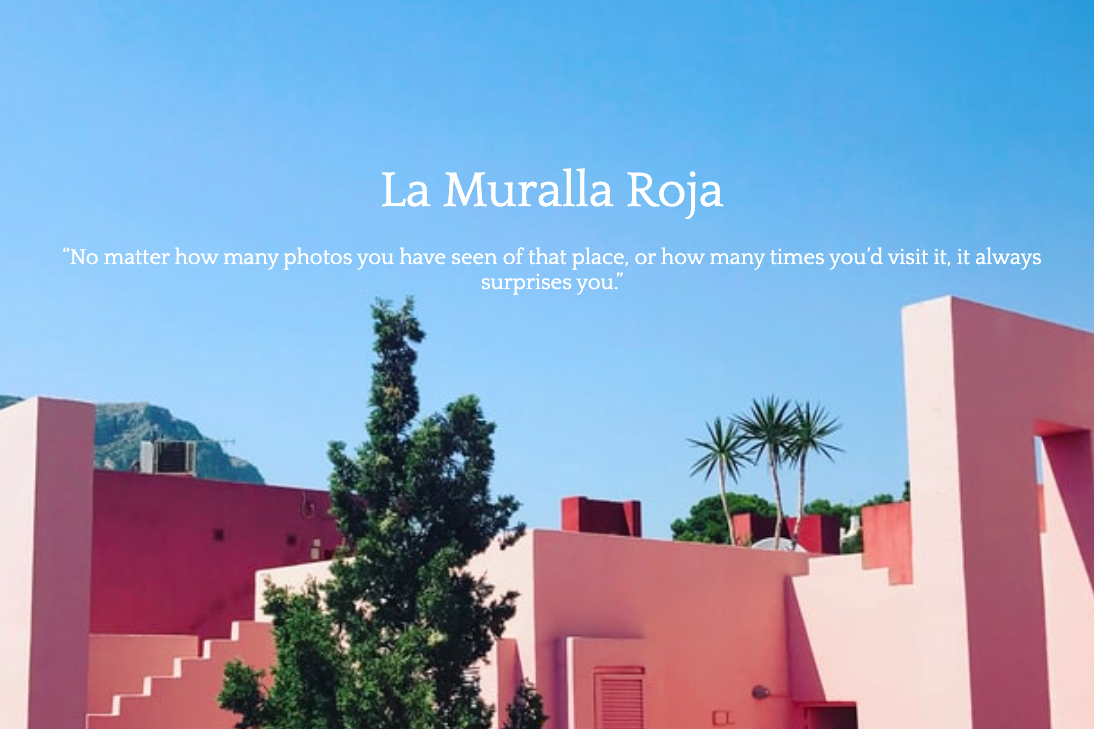 La Muralla Roja
“No matter how many photos you have seen of that place, or how many times you’d visit it, it always
surprises you.”